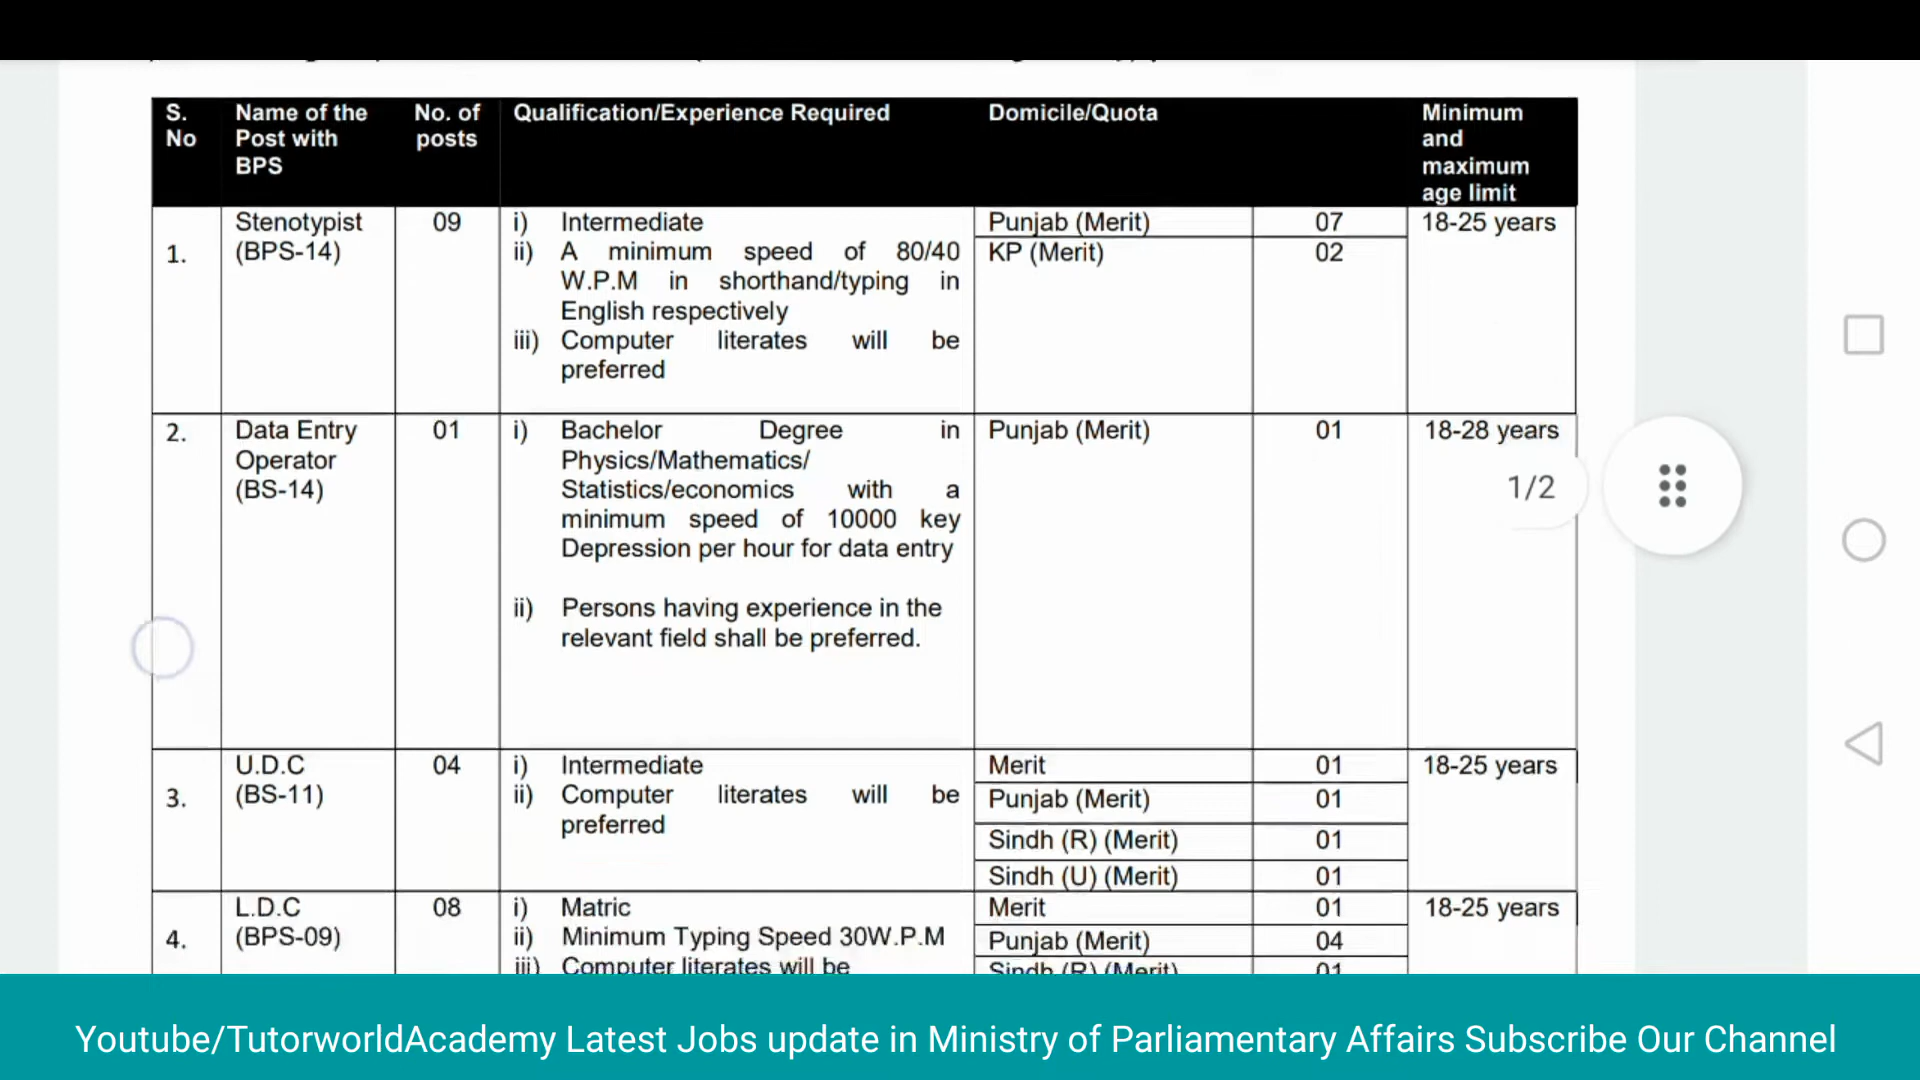 S. No
Name of the Post with BPS
No. of posts
Qualification/Experience Required
Domicile/Quota
Minimum and maximum age limit
1.
Stenotypist
(BPS-14)
09
i) Intermediate
ii) A minimum speed of 80/40
W.P.M in shorthand/typing in
English respectively
iii) Computer literates will be
preferred
Punjab (Merit) 07
KP (Merit) 02
18-25 years
2.
Data Entry
Operator
(BS-14)
01
i) Bachelor Degree in
Physics/Mathematics/
Statistics/economics with a
minimum speed of 10000 key
Depression per hour for data entry
ii) Persons having experience in the
relevant field shall be preferred.
Punjab (Merit) 01
18-28 years
1/2
3.
U.D.C
(BS-11)
04
i) Intermediate
ii) Computer literates will be
preferred
Merit 01
Punjab (Merit) 01
Sindh (R) (Merit) 01
Sindh (U) (Merit) 01
18-25 years
4.
L.D.C
(BPS-09)
08
i) Matric
ii) Minimum Typing Speed 30W.P.M
iii) Computer literates will be
Merit 01
Punjab (Merit) 04
Sindh (R) (Merit) 01
18-25 years
Youtube/TutorworldAcademy Latest Jobs update in Ministry of Parliamentary Affairs Subscribe Our Channel